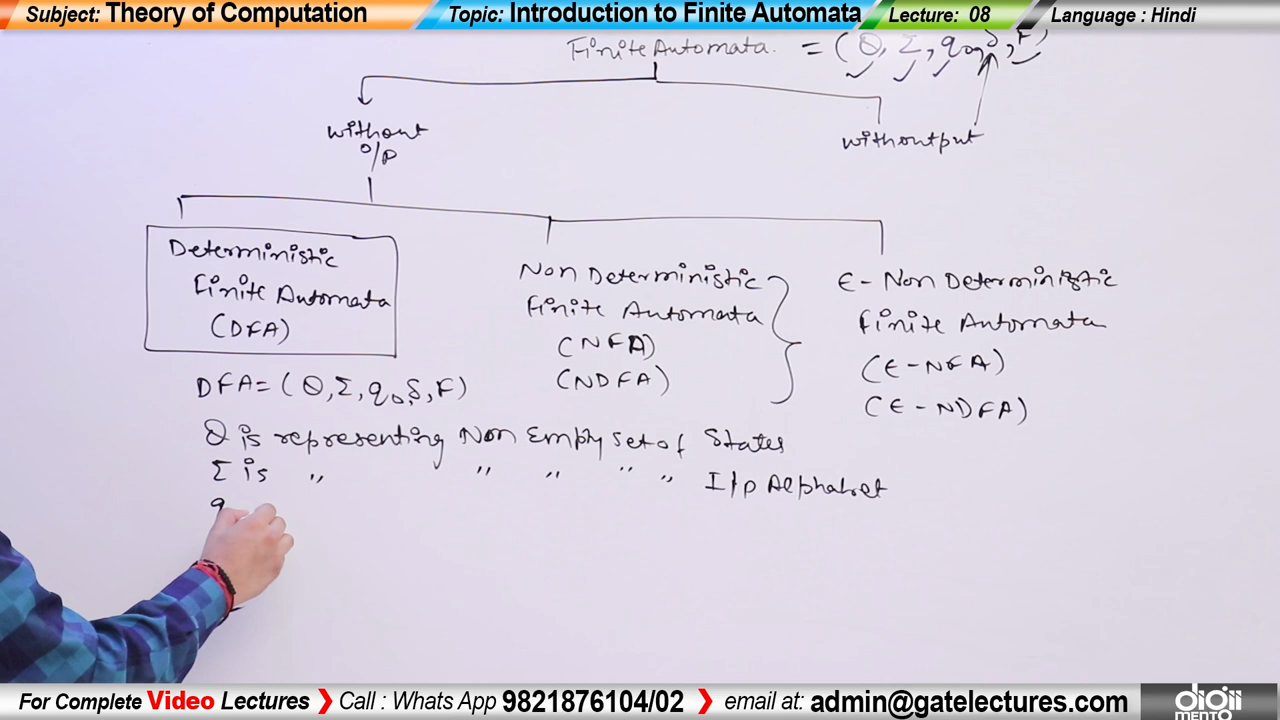 Subject: Theory of Computation
Topic: Introduction to Finite Automata
Lecture: 08
Language : Hindi
Finite Automata. = (Q, Σ, q0, δ, F)
without
O/P
withoutput
Deterministic
Finite Automata
(DFA)
Non Deterministic
Finite Automata
(NFA)
(NDFA)
ϵ - Non Deterministic
Finite Automata
(ϵ - NFA)
(ϵ - NDFA)
DFA = (Q, Σ, q0, δ, F)
Q is representing Non Empty set of States
Σ is " " " " " I/p Alphabet
q
For Complete Video Lectures ❯ Call : Whats App 9821876104/02 ❯ email at: admin@gatelectures.com
digii
MENTO